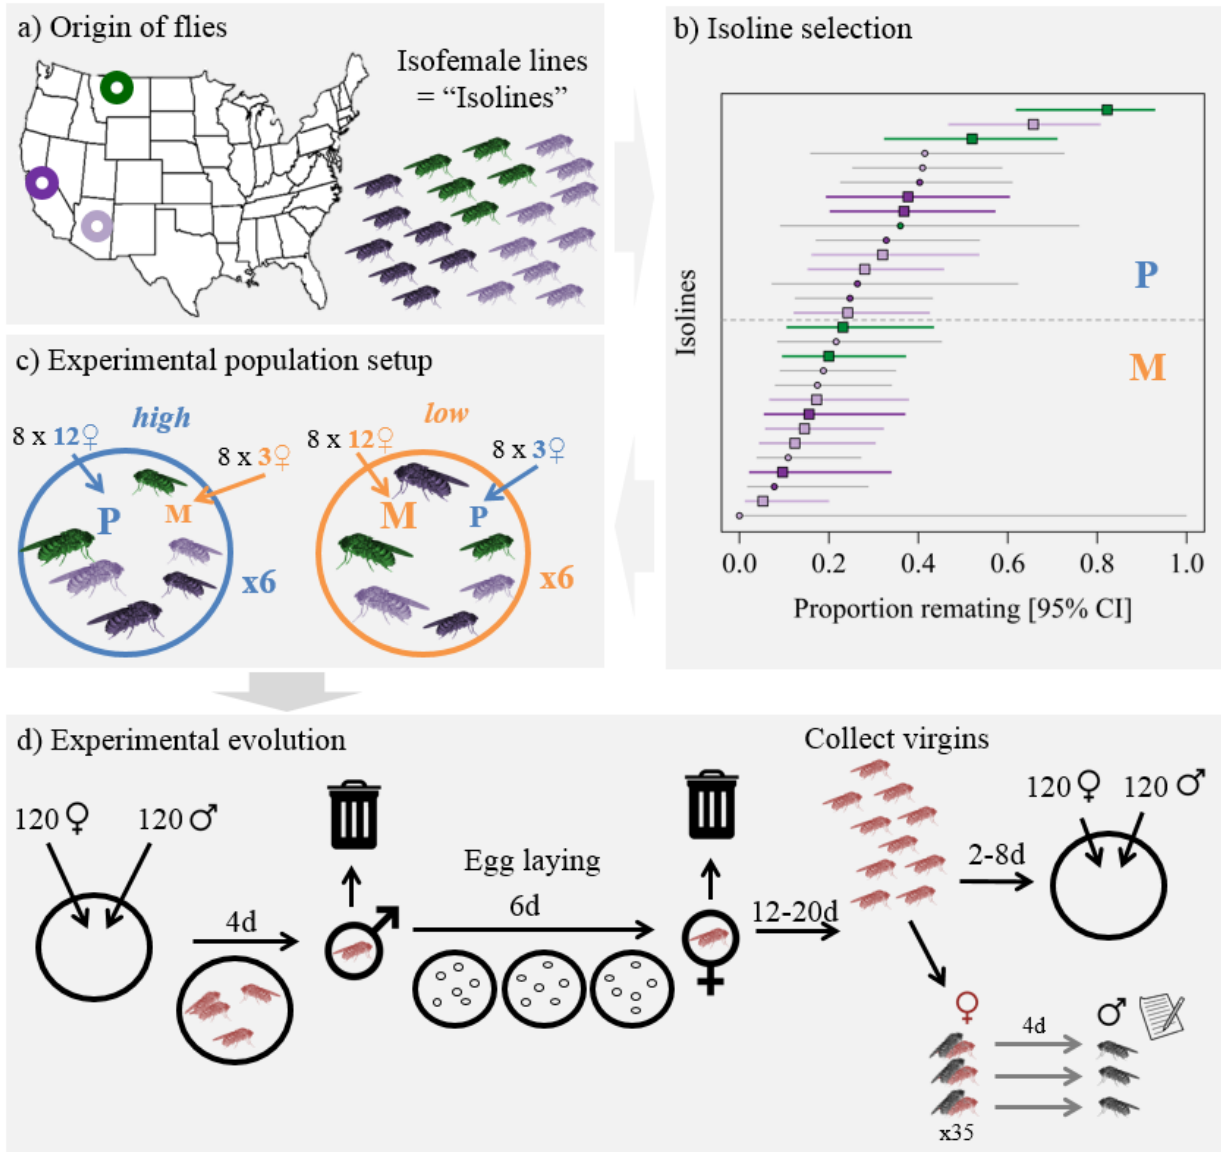 a) Origin of flies
Isofemale lines
= “Isolines”
b) Isoline selection
Isolines
P
M
0.0 0.2 0.4 0.6 0.8 1.0
Proportion remating [95% CI]
c) Experimental population setup
high
8 x 12♀
8 x 3♀
P
M
x6
low
8 x 12♀
8 x 3♀
M
P
x6
d) Experimental evolution
120 ♀ 120 ♂
4d
Egg laying
6d
12-20d
Collect virgins
2-8d
120 ♀ 120 ♂
♀ 4d ♂
x35